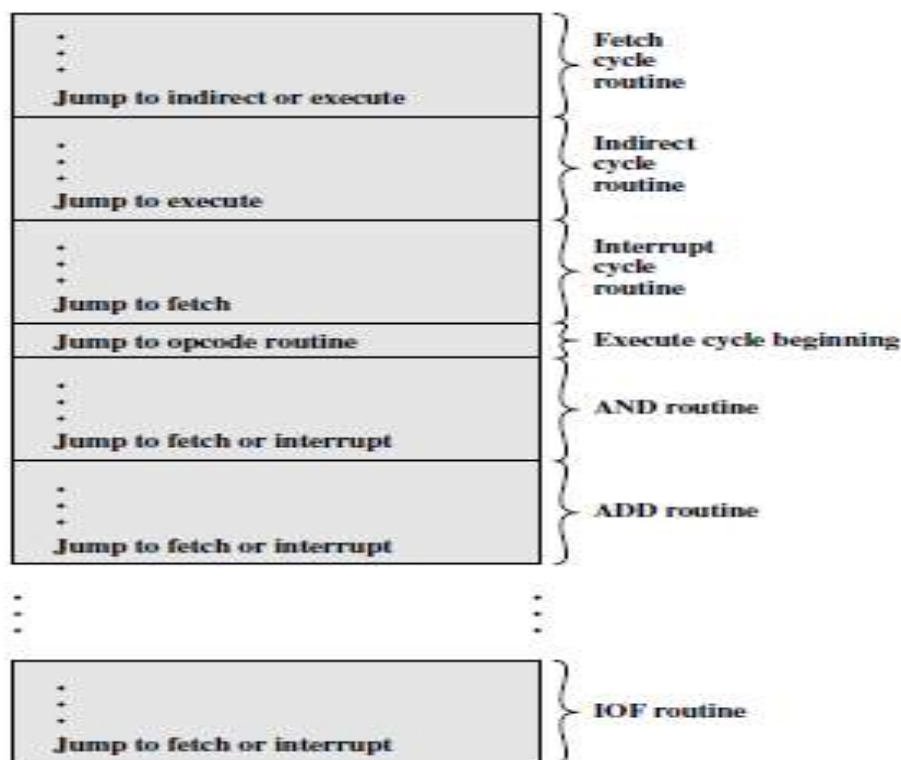 Fetch
cycle
routine
Jump to indirect or execute
Indirect
cycle
routine
Jump to execute
Interrupt
cycle
routine
Jump to fetch
Jump to opcode routine
Execute cycle beginning
AND routine
Jump to fetch or interrupt
ADD routine
Jump to fetch or interrupt
IOF routine
Jump to fetch or interrupt